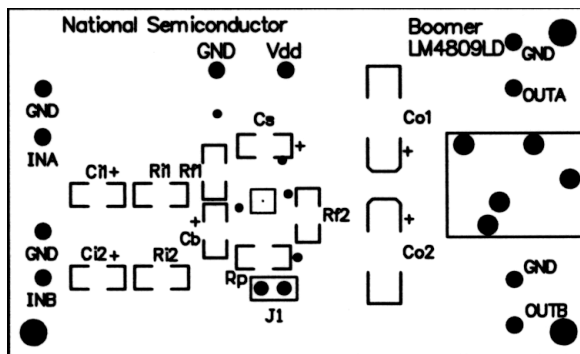 National Semiconductor
Boomer
LM4809LD
GND
Vdd
GND
OUTA
GND
INA
Cs
Co1
Ci1+
Ri1
Rf1
+
+
+
+
Rf2
GND
Ci2+
Ri2
Cb
Co2
Rp
GND
INB
J1
OUTB